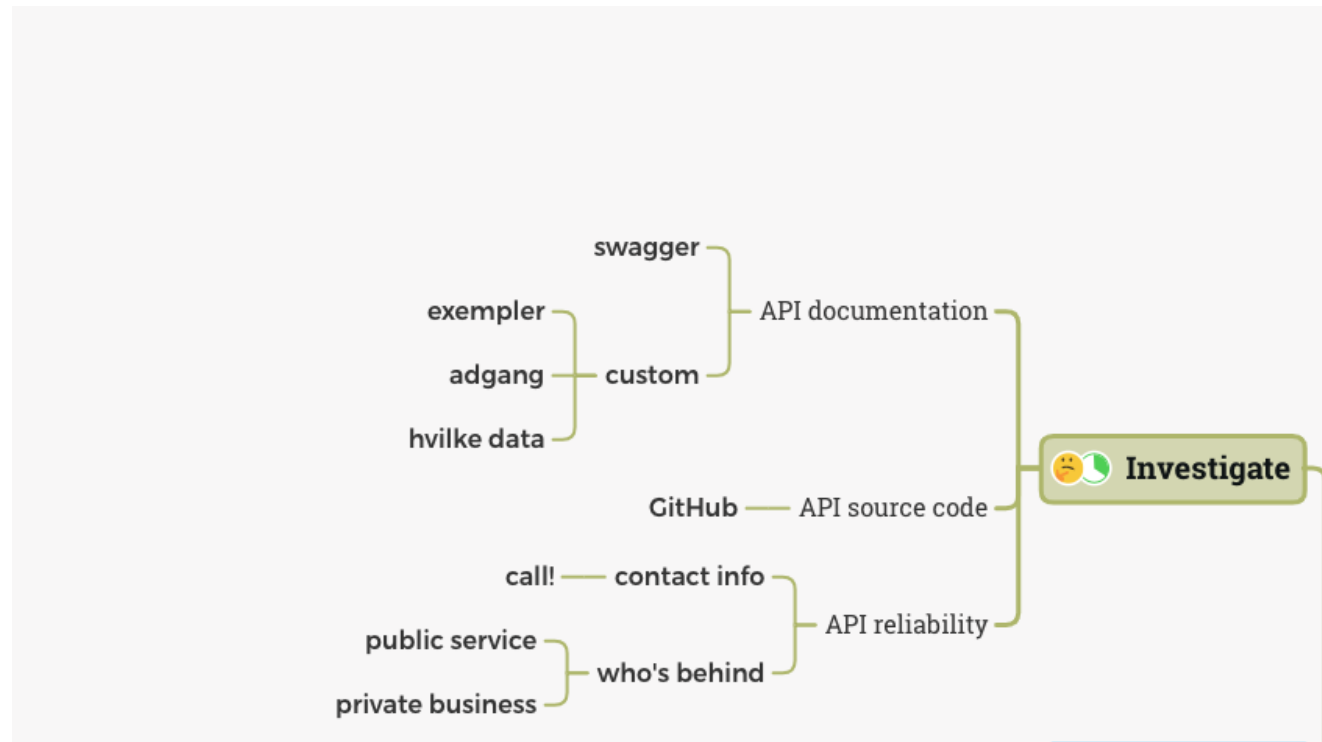 swagger
exempler
API documentation
adgang
custom
hvilke data
Investigate
GitHub
API source code
call!
contact info
API reliability
public service
who's behind
private business